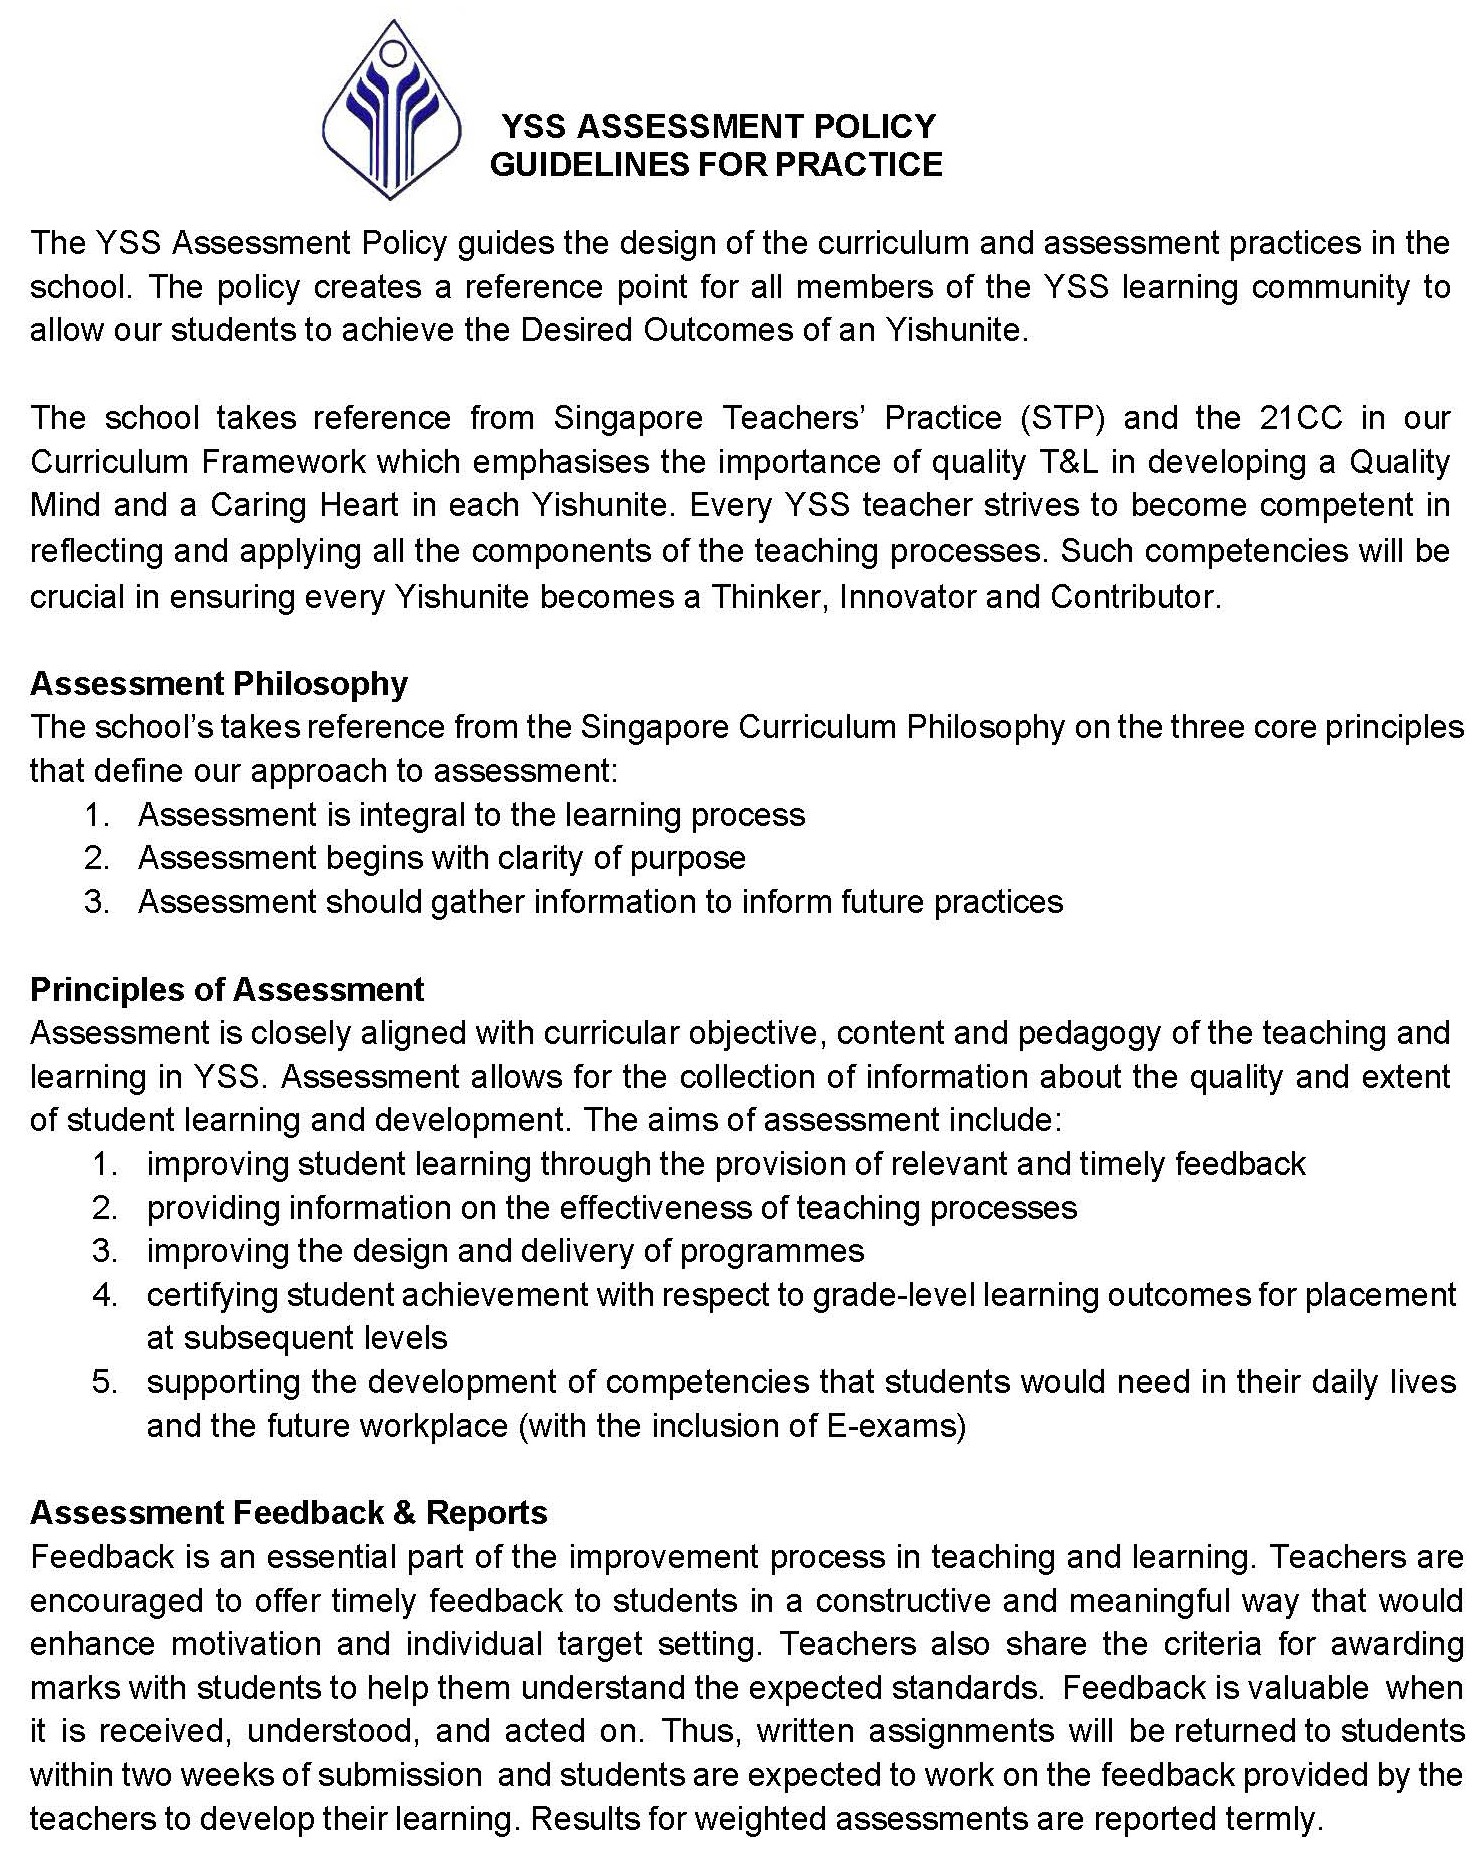 YSS ASSESSMENT POLICY
GUIDELINES FOR PRACTICE
The YSS Assessment Policy guides the design of the curriculum and assessment practices in the
school. The policy creates a reference point for all members of the YSS learning community to
allow our students to achieve the Desired Outcomes of an Yishunite.
The school takes reference from Singapore Teachers’ Practice (STP) and the 21CC in our
Curriculum Framework which emphasises the importance of quality T&L in developing a Quality
Mind and a Caring Heart in each Yishunite. Every YSS teacher strives to become competent in
reflecting and applying all the components of the teaching processes. Such competencies will be
crucial in ensuring every Yishunite becomes a Thinker, Innovator and Contributor.
Assessment Philosophy
The school’s takes reference from the Singapore Curriculum Philosophy on the three core principles
that define our approach to assessment:
1. Assessment is integral to the learning process
2. Assessment begins with clarity of purpose
3. Assessment should gather information to inform future practices
Principles of Assessment
Assessment is closely aligned with curricular objective, content and pedagogy of the teaching and
learning in YSS. Assessment allows for the collection of information about the quality and extent
of student learning and development. The aims of assessment include:
1. improving student learning through the provision of relevant and timely feedback
2. providing information on the effectiveness of teaching processes
3. improving the design and delivery of programmes
4. certifying student achievement with respect to grade-level learning outcomes for placement
at subsequent levels
5. supporting the development of competencies that students would need in their daily lives
and the future workplace (with the inclusion of E-exams)
Assessment Feedback & Reports
Feedback is an essential part of the improvement process in teaching and learning. Teachers are
encouraged to offer timely feedback to students in a constructive and meaningful way that would
enhance motivation and individual target setting. Teachers also share the criteria for awarding
marks with students to help them understand the expected standards. Feedback is valuable when
it is received, understood, and acted on. Thus, written assignments will be returned to students
within two weeks of submission and students are expected to work on the feedback provided by the
teachers to develop their learning. Results for weighted assessments are reported termly.